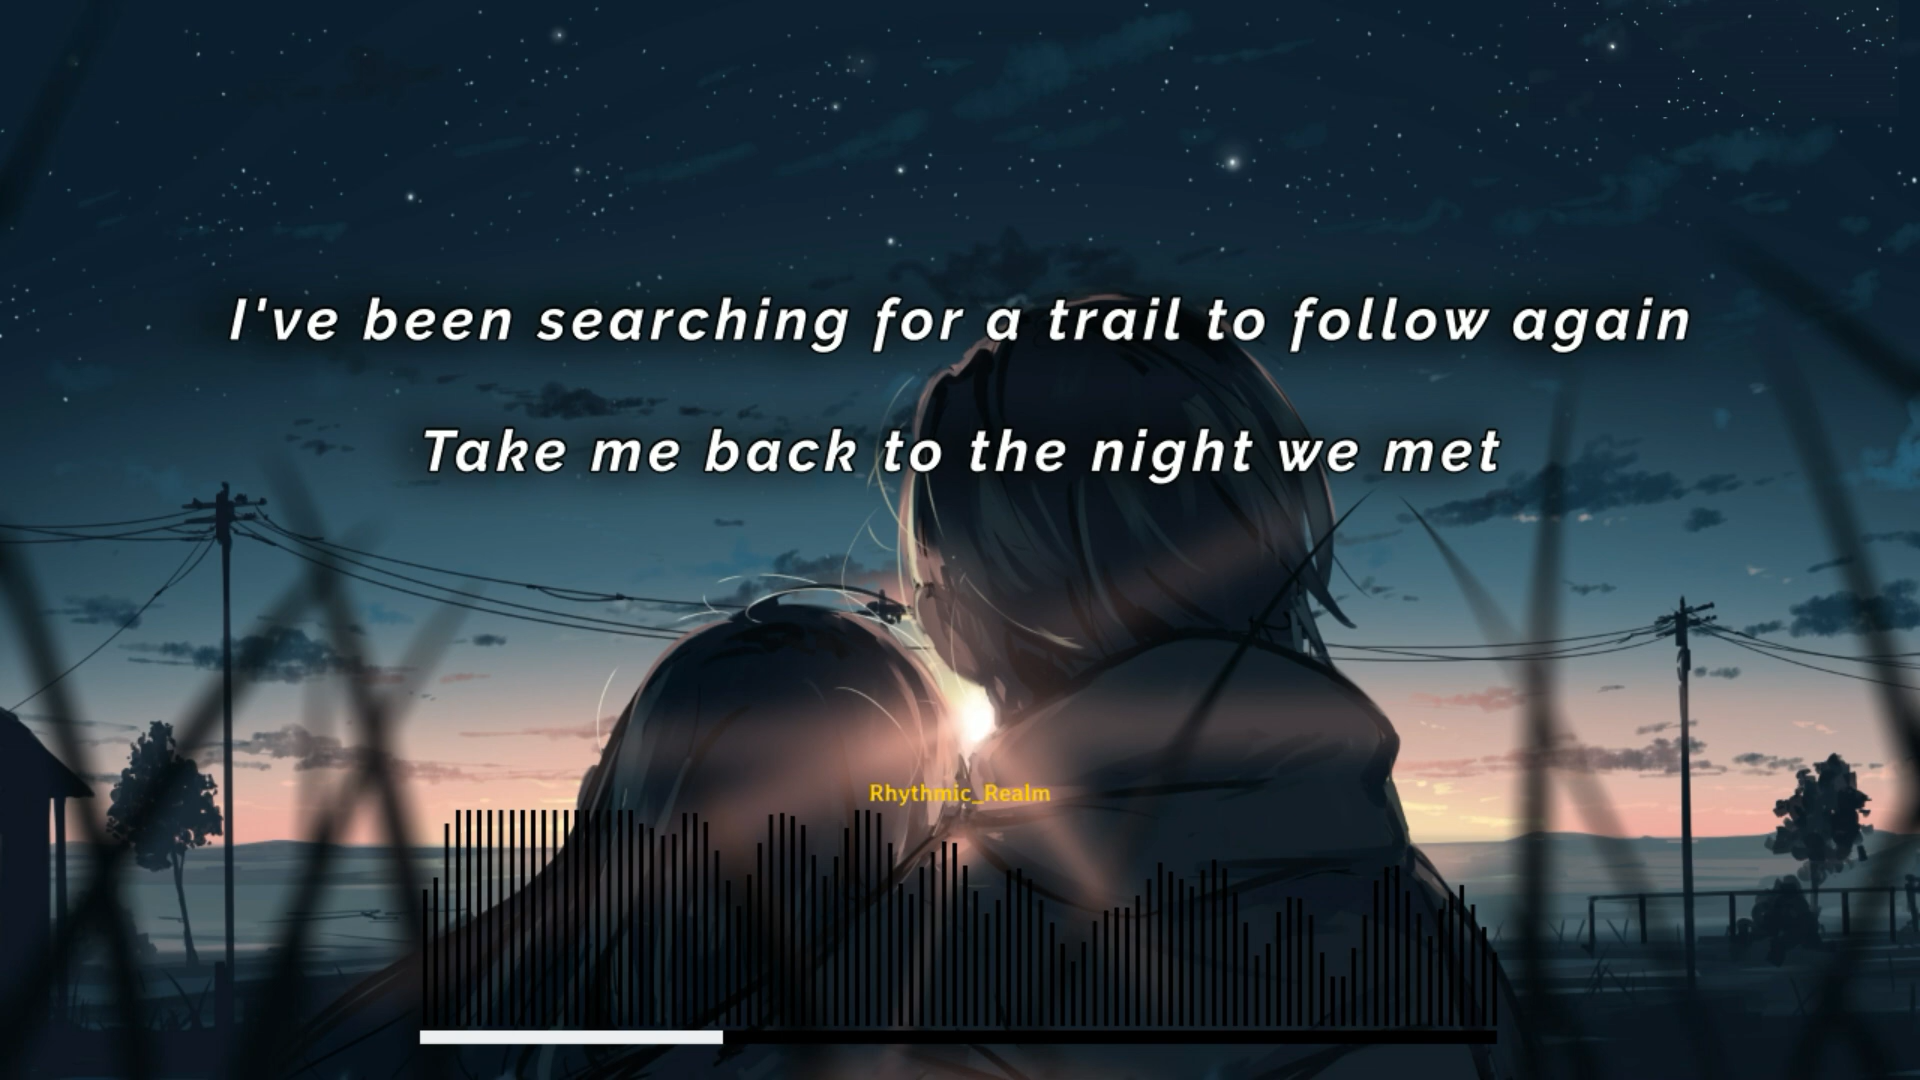 I've been searching for a trail to follow again
Take me back to the night we met
Rhythmic_Realm